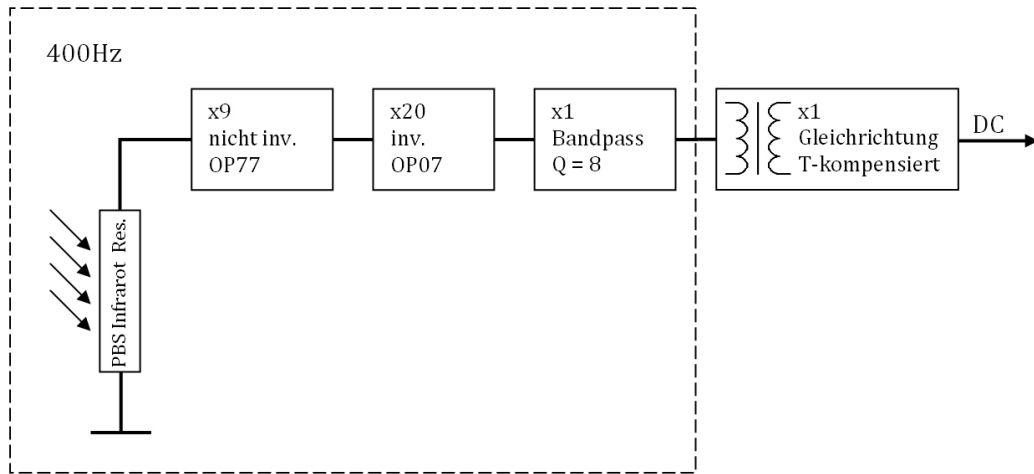 400Hz
x9
nicht inv.
OP77
x20
inv.
OP07
x1
Bandpass
Q = 8
x1
Gleichrichtung
T-kompensiert
DC
PBS Infrarot Res.